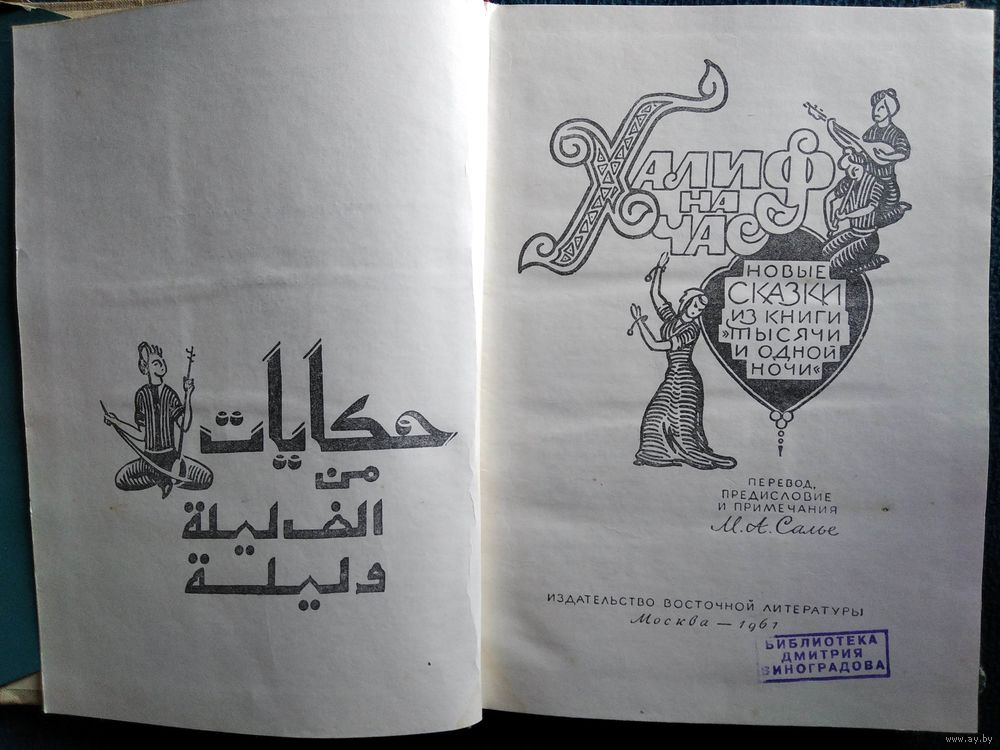 حكايات
من
الف ليلة
وليلة
ХАЛИФ
НА
ЧАС
НОВЫЕ
СКАЗКИ
ИЗ КНИГИ
»ТЫСЯЧИ
И ОДНОЙ
НОЧИ«
ПЕРЕВОД,
ПРЕДИСЛОВИЕ
И ПРИМЕЧАНИЯ
М. А. Салье
ИЗДАТЕЛЬСТВО ВОСТОЧНОЙ ЛИТЕРАТУРЫ
Москва — 1961
БИБЛИОТЕКА
ДМИТРИЯ
ВИНОГРАДОВА
www.ay.by